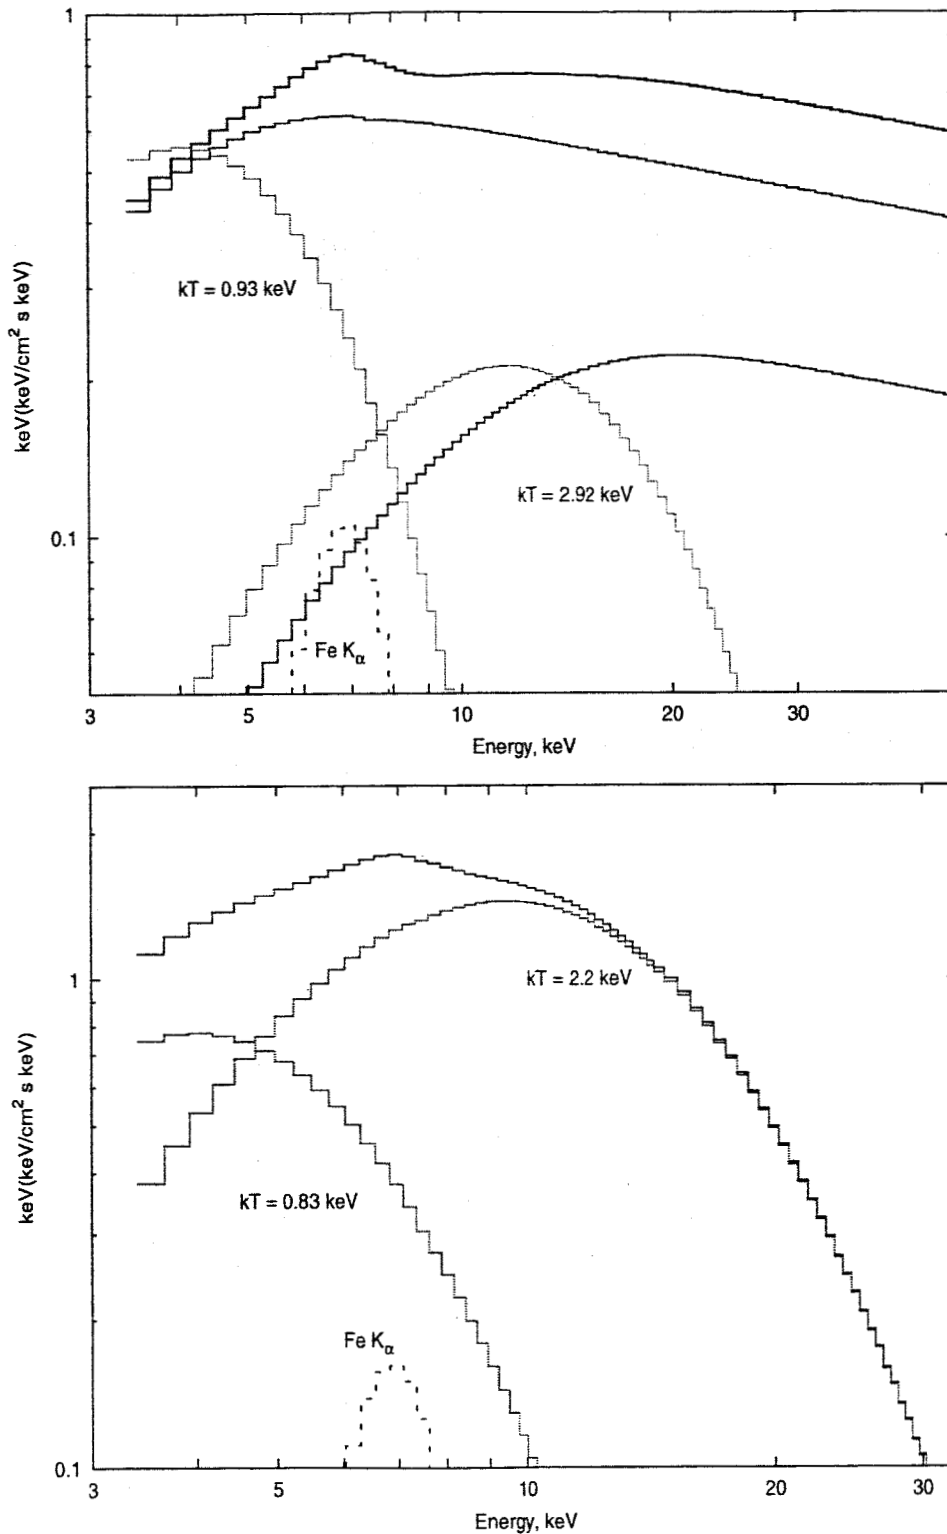 1
keV(keV/cm² s keV)
kT = 0.93 keV
kT = 2.92 keV
0.1
Fe Kα
3
5
10
20
30
Energy, keV
1
keV(keV/cm² s keV)
kT = 2.2 keV
kT = 0.83 keV
Fe Kα
0.1
3
5
10
20
30
Energy, keV